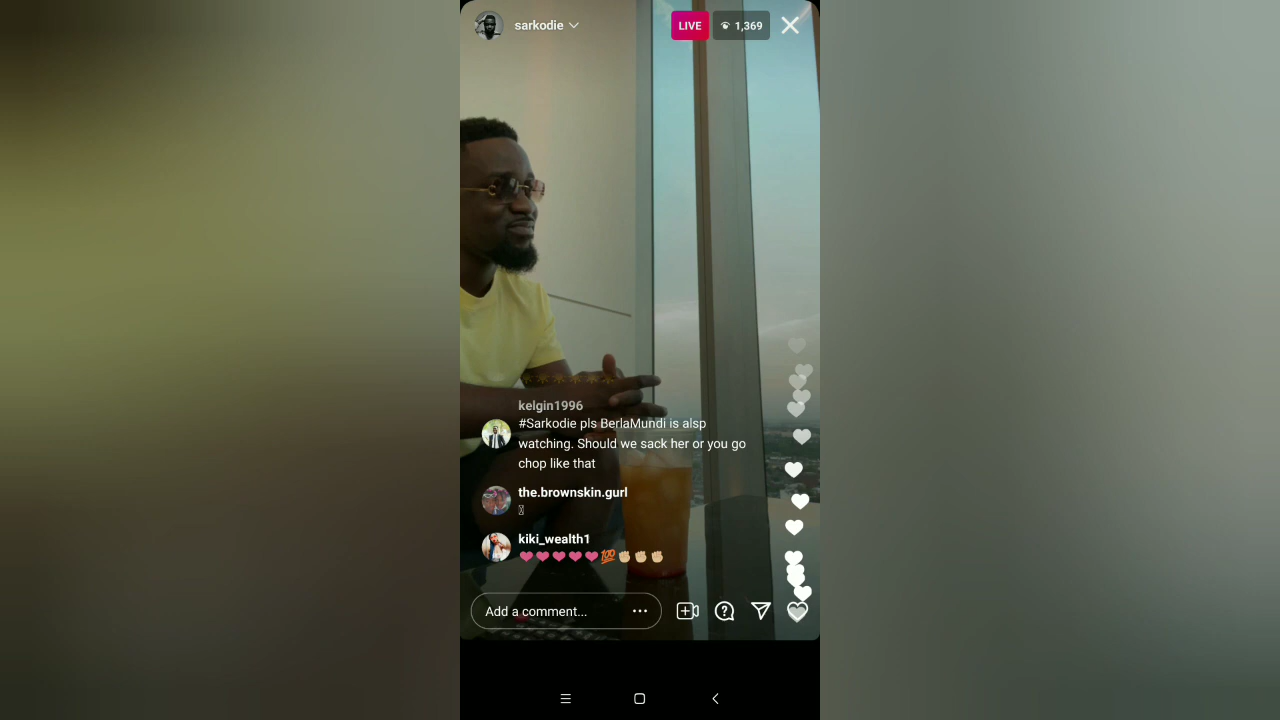 sarkodie
LIVE
1,369
kelgin1996
#Sarkodie pls BerlaMundi is alsp
watching. Should we sack her or you go
chop like that
the.brownskin.gurl
kiki_wealth1
❤❤❤❤❤💯✊🏼✊🏼✊🏼
Add a comment...